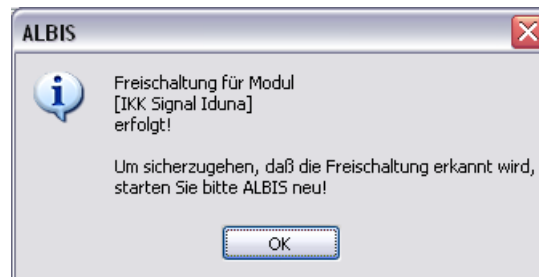 ALBIS
Freischaltung für Modul
[IKK Signal Iduna]
erfolgt!
Um sicherzugehen, daß die Freischaltung erkannt wird,
starten Sie bitte ALBIS neu!
OK